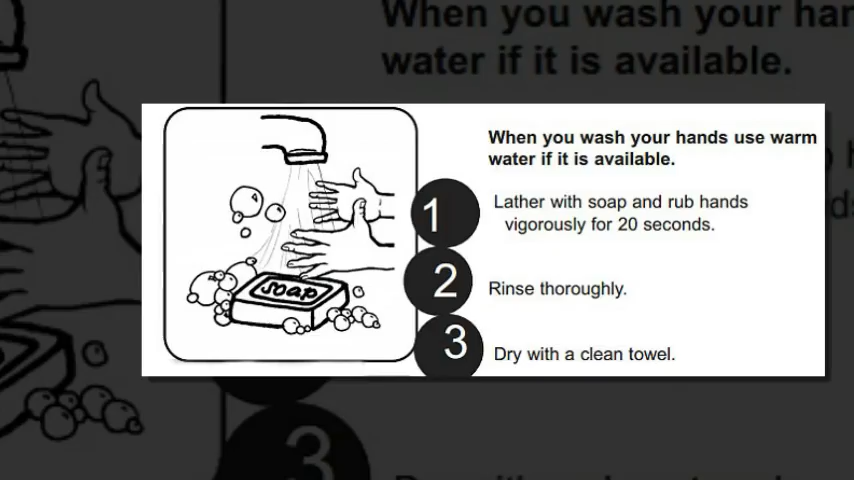 When you wash your han
water if it is available.
When you wash your hands use warm
water if it is available.
1
Lather with soap and rub hands
vigorously for 20 seconds.
soap
2
Rinse thoroughly.
3
Dry with a clean towel.
3